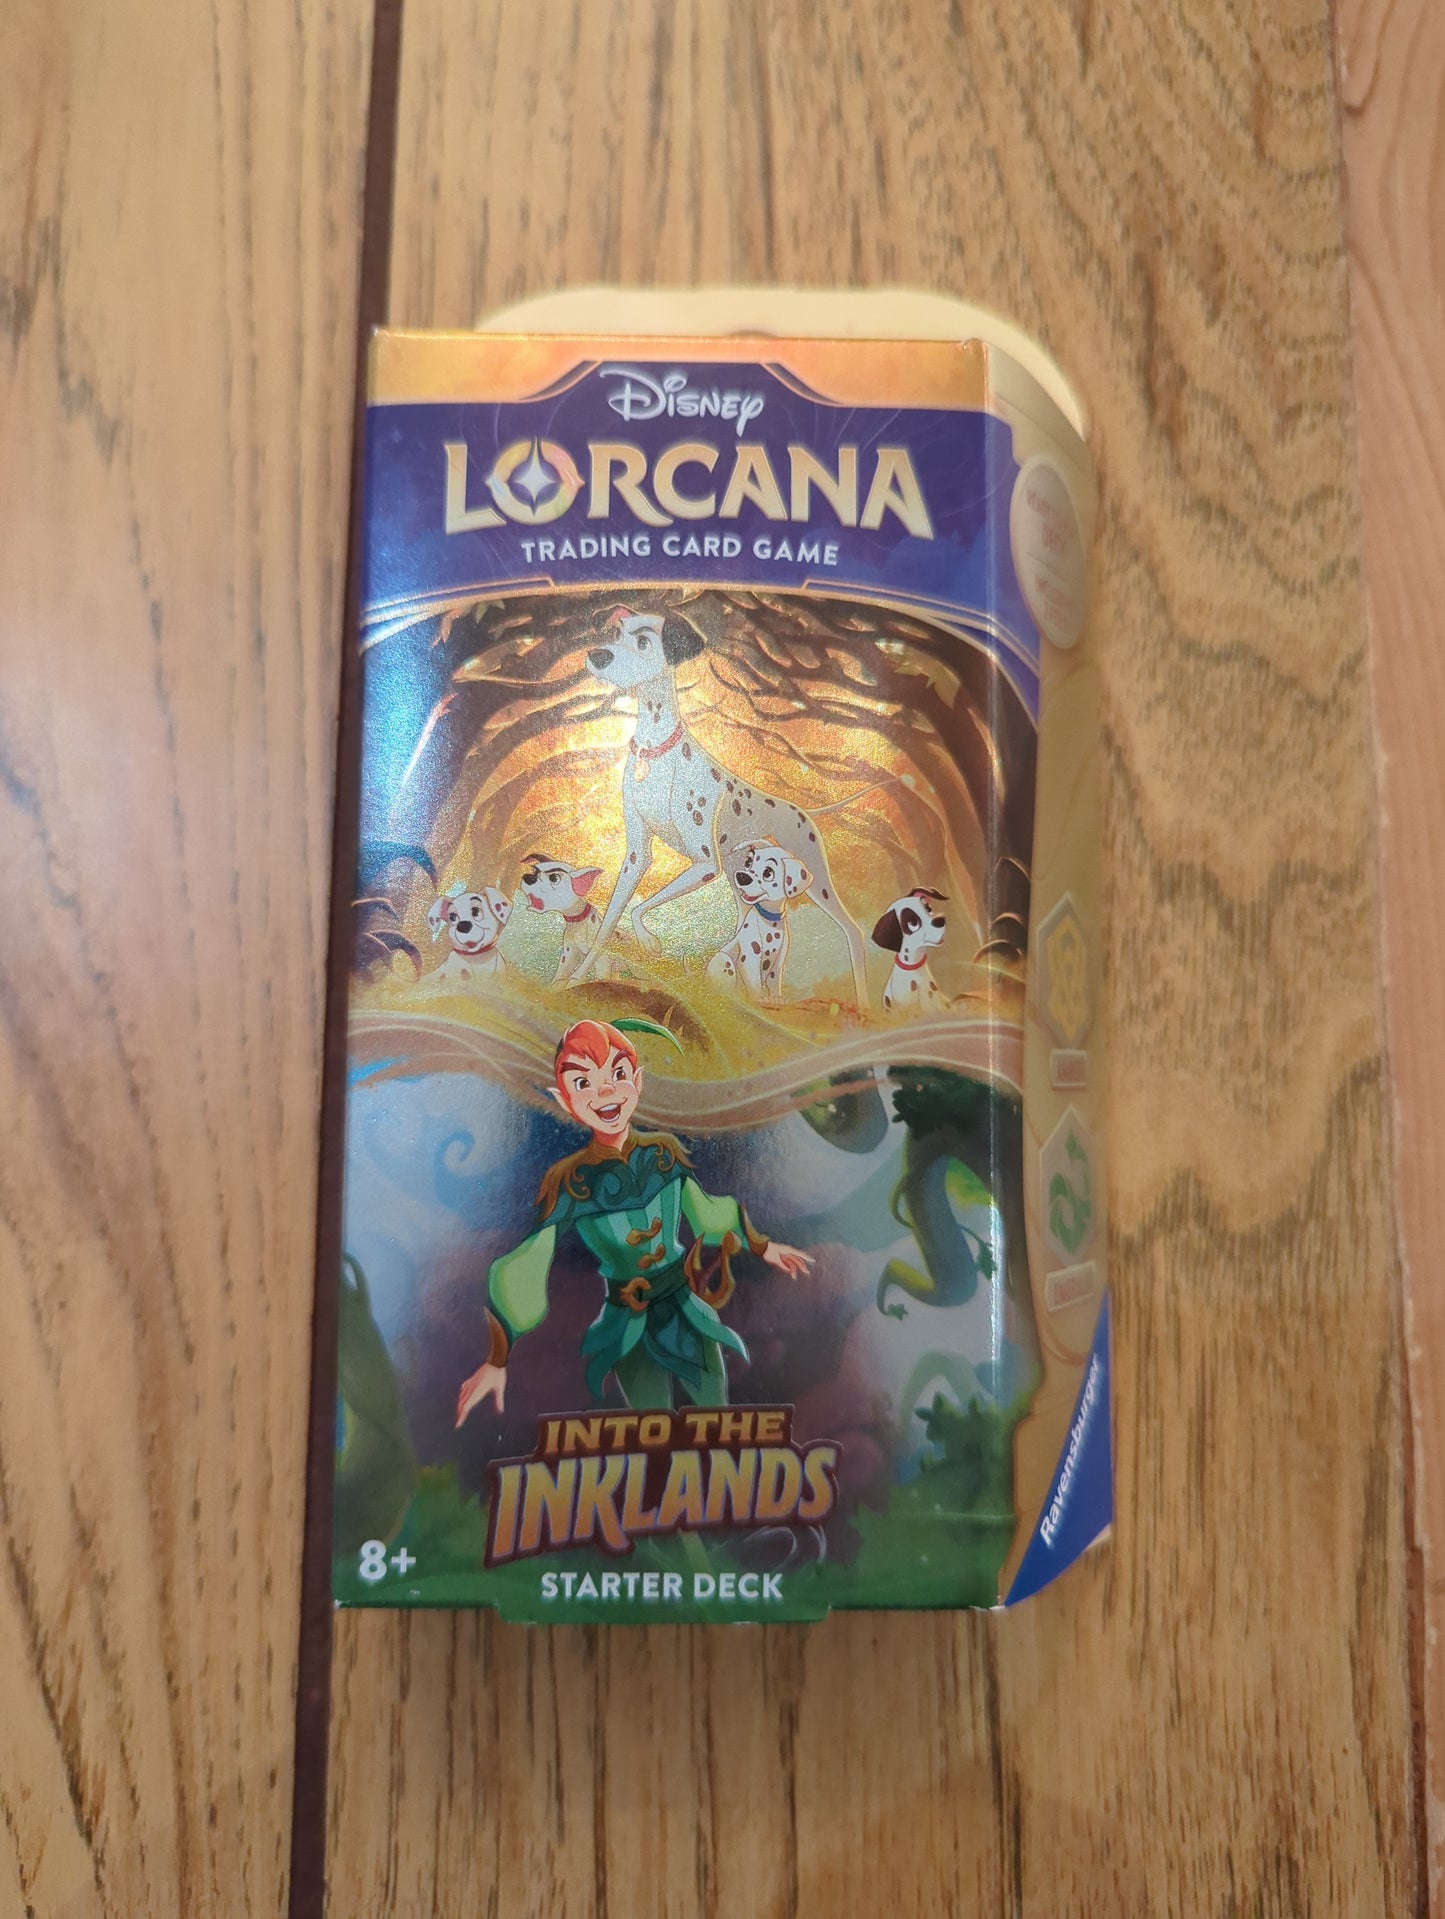 Disney
LORCANA
TRADING CARD GAME
INTO THE
INKLANDS
8+
STARTER DECK
Ravensburger